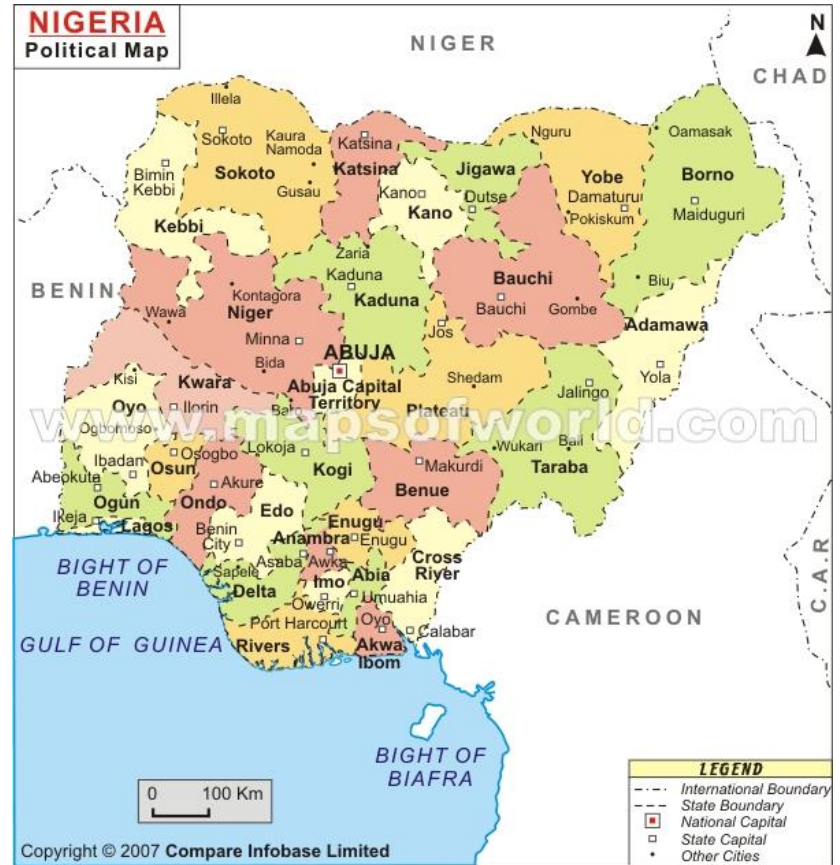 NIGERIA
Political Map
NIGER
N
CHAD
Illela
Sokoto
Kaura
Namoda
Sokoto
Gusau
Bimin
Kebbi
Kebbi
Katsina
Katsina
Kano
Kano
Jigawa
Dutse
Nguru
Yobe
Damaturu
Pokiskum
Oamasak
Borno
Maiduguri
Biu
BENIN
Wawa
Kontagora
Niger
Minna
Bida
Zaria
Kaduna
Kaduna
Bauchi
Bauchi
Gombe
Jos
Adamawa
Yola
ABUJA
Abuja Capital
Territory
Shedam
Plateau
Jalingo
Kisi
Kwara
Ilorin
Oyo
Ogbomoso
www.mapsofworld.com
Lokoja
Kogi
Wukari
Bali
Taraba
Makurdi
Benue
Ibadan
Osun
Osogbo
Abeokuta
Ogun
Ondo
Akure
Ikeja
Lagos
Edo
Benin
City
Enugu
Enugu
Anambra
Asaba
Awka
Cross
River
Sapele
Delta
Imo
Owerri
Abia
Umuahia
Port Harcourt
Rivers
Oyo
Akwa
Ibom
Calabar
BIGHT OF
BENIN
GULF OF GUINEA
CAMEROON
C.A.R
BIGHT OF
BIAFRA
0 100 Km
LEGEND
International Boundary
State Boundary
National Capital
State Capital
Other Cities
Copyright © 2007 Compare Infobase Limited